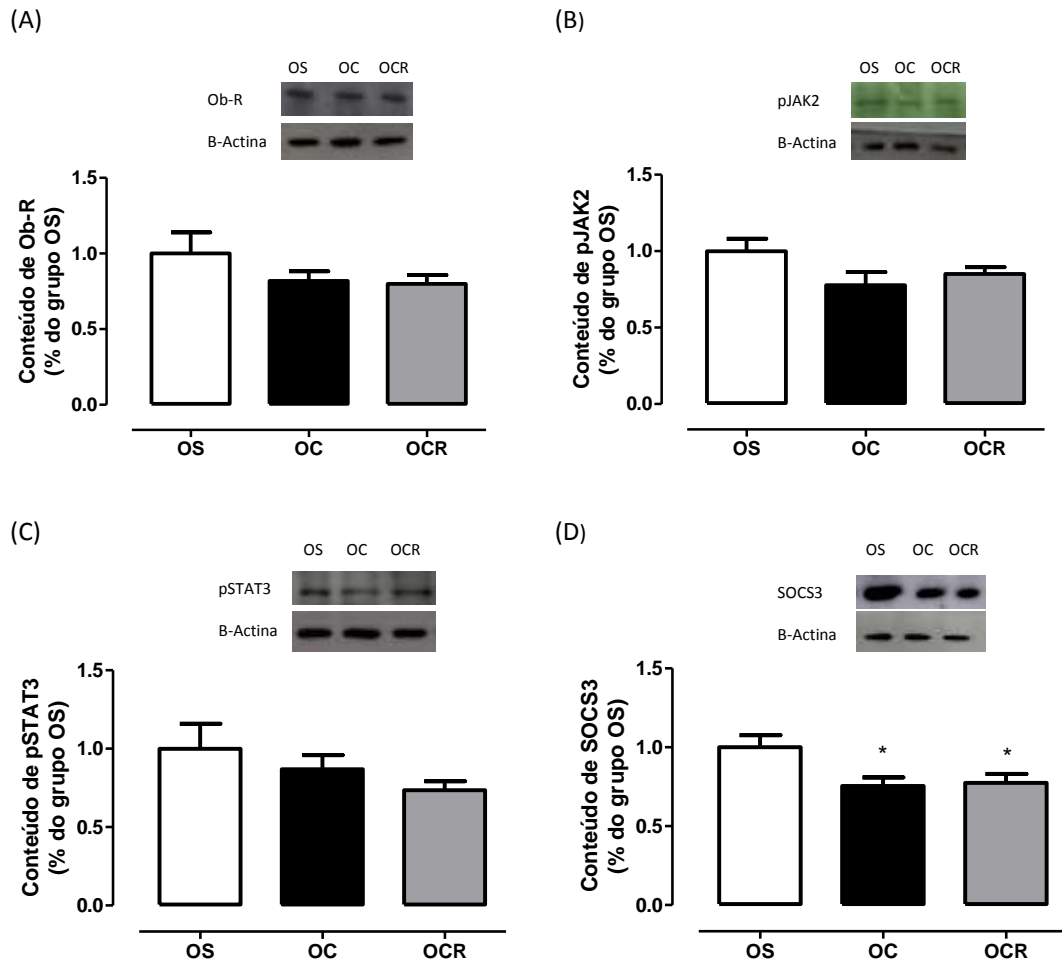 (A)
OS OC OCR
Ob-R
B-Actina
Conteúdo de Ob-R
(% do grupo OS)
1.5
1.0
0.5
0.0
OS OC OCR
(B)
OS OC OCR
pJAK2
B-Actina
Conteúdo de pJAK2
(% do grupo OS)
1.5
1.0
0.5
0.0
OS OC OCR
(C)
OS OC OCR
pSTAT3
B-Actina
Conteúdo de pSTAT3
(% do grupo OS)
1.5
1.0
0.5
0.0
OS OC OCR
(D)
OS OC OCR
SOCS3
B-Actina
Conteúdo de SOCS3
(% do grupo OS)
1.5
1.0
0.5
0.0
* *
OS OC OCR